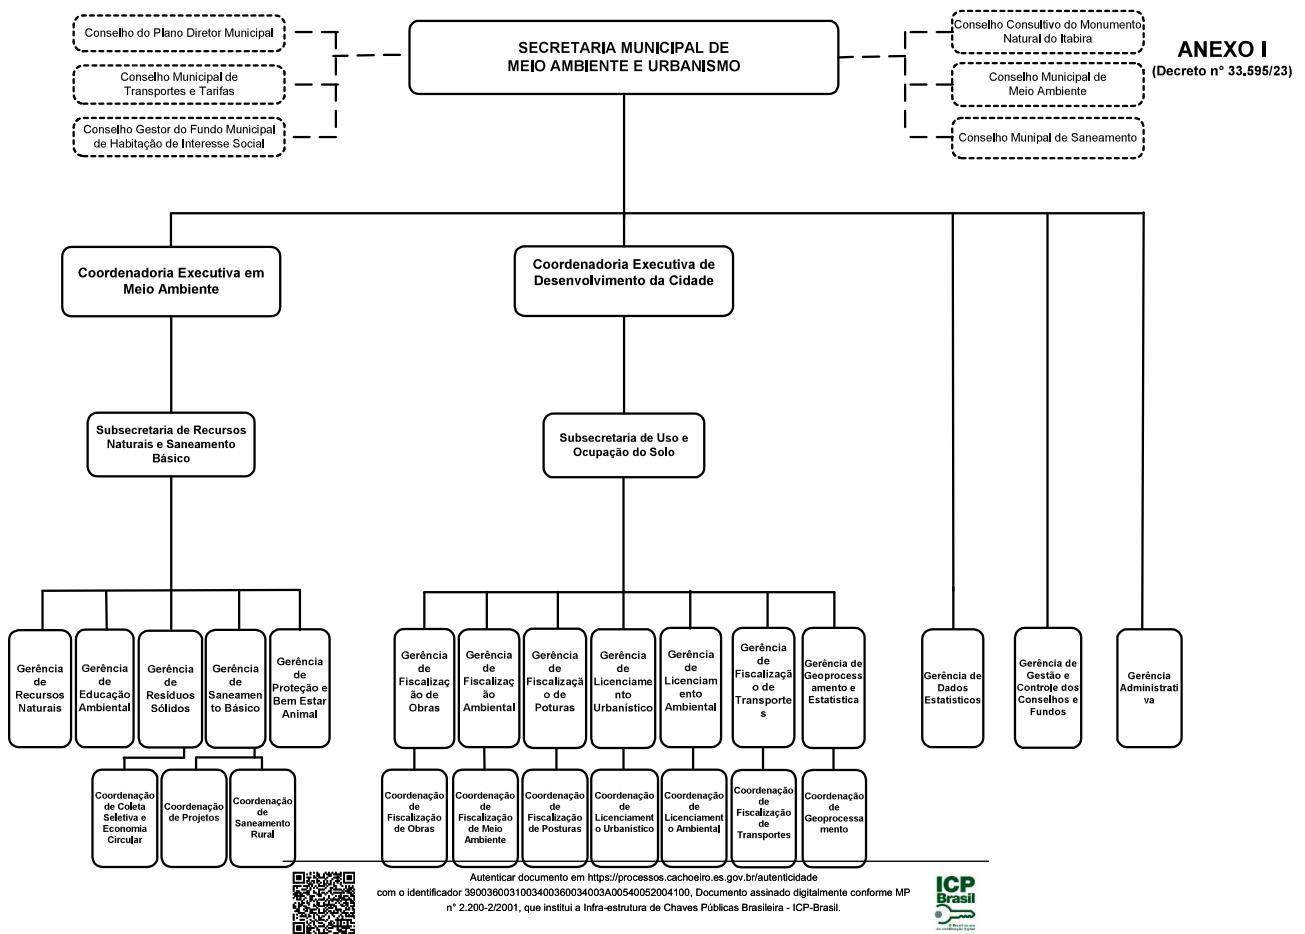 Conselho do Plano Diretor Municipal
Conselho Municipal de
Transportes e Tarifas
Conselho Gestor do Fundo Municipal
de Habitação de Interesse Social
SECRETARIA MUNICIPAL DE
MEIO AMBIENTE E URBANISMO
Conselho Consultivo do Monumento
Natural do Itabira
Conselho Municipal de
Meio Ambiente
Conselho Munipal de Saneamento
ANEXO I
(Decreto n° 33.595/23)
Coordenadoria Executiva em
Meio Ambiente
Coordenadoria Executiva de
Desenvolvimento da Cidade
Subsecretaria de Recursos
Naturais e Saneamento
Básico
Subsecretaria de Uso e
Ocupação do Solo
Gerência
de
Recursos
Naturais
Gerência
de
Educação
Ambiental
Gerência
de
Resíduos
Sólidos
Gerência
de
Saneamen
to Básico
Gerência
de
Proteção e
Bem Estar
Animal
Gerência
de
Fiscalizaç
ão de
Obras
Gerência
de
Fiscalizaç
ão
Ambiental
Gerência
de
Fiscalizaçã
o de
Poturas
Gerência
de
Licenciame
nto
Urbanístico
Gerência
de
Licenciam
ento
Ambiental
Gerência
de
Fiscalizaçã
o de
Transporte
s
Gerência de
Geoprocess
amento e
Estatística
Gerência
de Dados
Estatísticos
Gerência de
Gestão e
Controle dos
Conselhos e
Fundos
Gerência
Administrati
va
Coordenação
de Coleta
Seletiva e
Economia
Circular
Coordenação
de Projetos
Coordenação
de
Saneamento
Rural
Coordenação
de
Fiscalização
de Obras
Coordenação
de
Fiscalização
de Meio
Ambiente
Coordenação
de
Fiscalização
de Posturas
Coordenação
de
Licenciament
o Urbanístico
Coordenação
de
Licenciament
o Ambiental
Coordenação
de
Fiscalização
de
Transportes
Coordenação
de
Geoprocessa
mento
Autenticar documento em https://processos.cachoeiro.es.gov.br/autenticidade
com o identificador 390036003100340036003​4003A00540052004100, Documento assinado digitalmente conforme MP
n° 2.200-2/2001, que institui a Infra-estrutura de Chaves Públicas Brasileira - ICP-Brasil.
ICP
Brasil